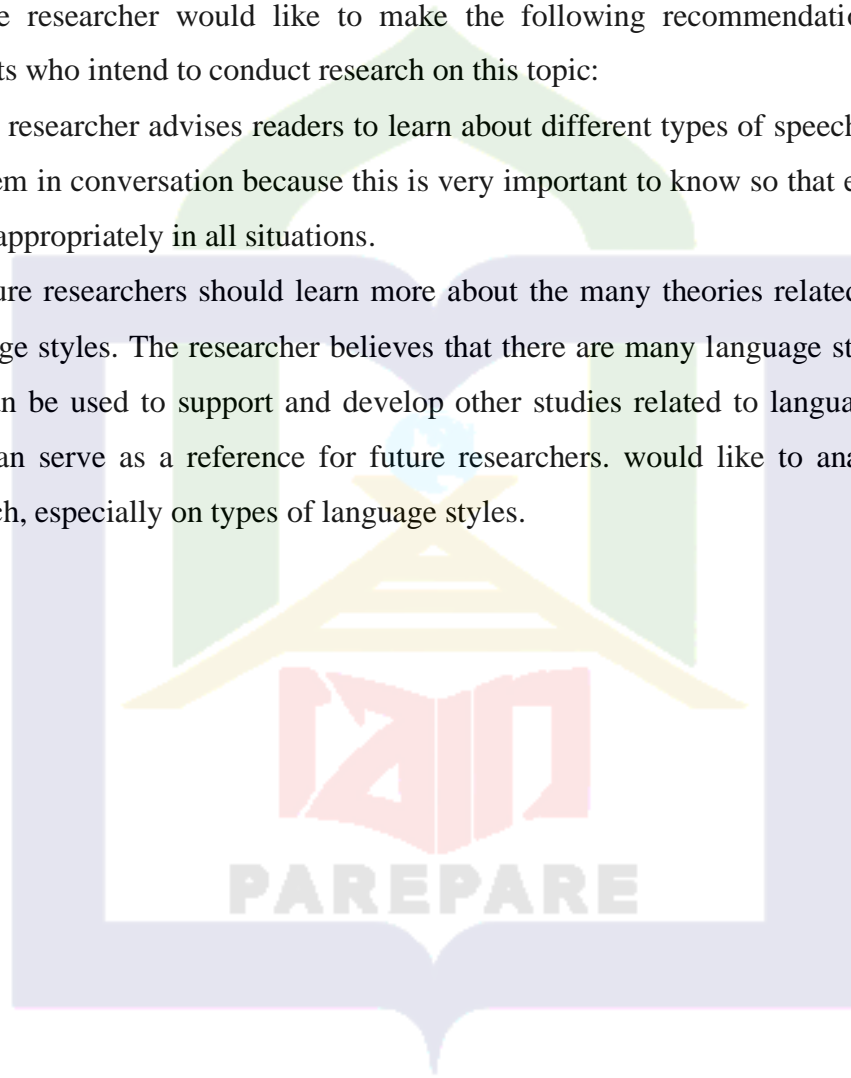 e researcher would like to make the following recommendatio
ts who intend to conduct research on this topic:
researcher advises readers to learn about different types of speech
em in conversation because this is very important to know so that e
appropriately in all situations.
ure researchers should learn more about the many theories related
ge styles. The researcher believes that there are many language st
n be used to support and develop other studies related to langua
an serve as a reference for future researchers. would like to ana
ch, especially on types of language styles.
iain
PAREPARE